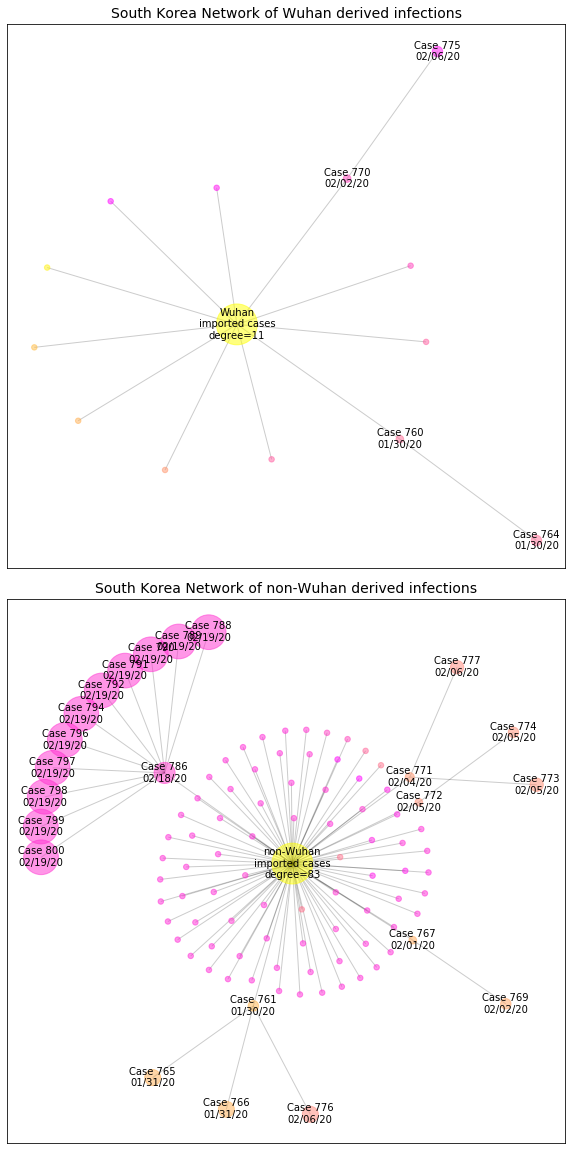 South Korea Network of Wuhan derived infections
Case 775
02/06/20
Case 770
02/02/20
Wuhan
imported cases
degree=11
Case 760
01/30/20
Case 764
01/30/20
South Korea Network of non-Wuhan derived infections
Case 788
02/19/20
Case 789
02/19/20
Case 790
02/19/20
Case 791
02/19/20
Case 792
02/19/20
Case 794
02/19/20
Case 796
02/19/20
Case 797
02/19/20
Case 798
02/19/20
Case 799
02/19/20
Case 800
02/19/20
Case 786
02/18/20
Case 777
02/06/20
Case 774
02/05/20
Case 771
02/04/20
Case 773
02/05/20
Case 772
02/05/20
non-Wuhan
imported cases
degree=83
Case 767
02/01/20
Case 769
02/02/20
Case 761
01/30/20
Case 765
01/31/20
Case 766
01/31/20
Case 776
02/06/20